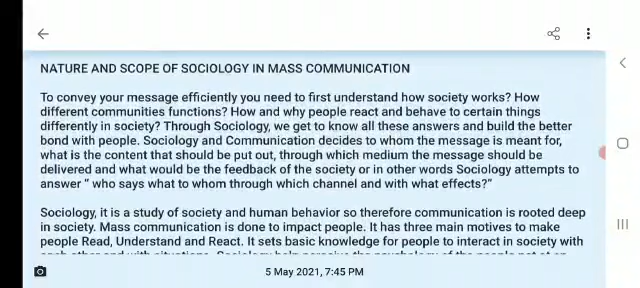 NATURE AND SCOPE OF SOCIOLOGY IN MASS COMMUNICATION
To convey your message efficiently you need to first understand how society works? How
different communities functions? How and why people react and behave to certain things
differently in society? Through Sociology, we get to know all these answers and build the better
bond with people. Sociology and Communication decides to whom the message is meant for,
what is the content that should be put out, through which medium the message should be
delivered and what would be the feedback of the society or in other words Sociology attempts to
answer “ who says what to whom through which channel and with what effects?”
Sociology, it is a study of society and human behavior so therefore communication is rooted deep
in society. Mass communication is done to impact people. It has three main motives to make
people Read, Understand and React. It sets basic knowledge for people to interact in society with
5 May 2021, 7:45 PM